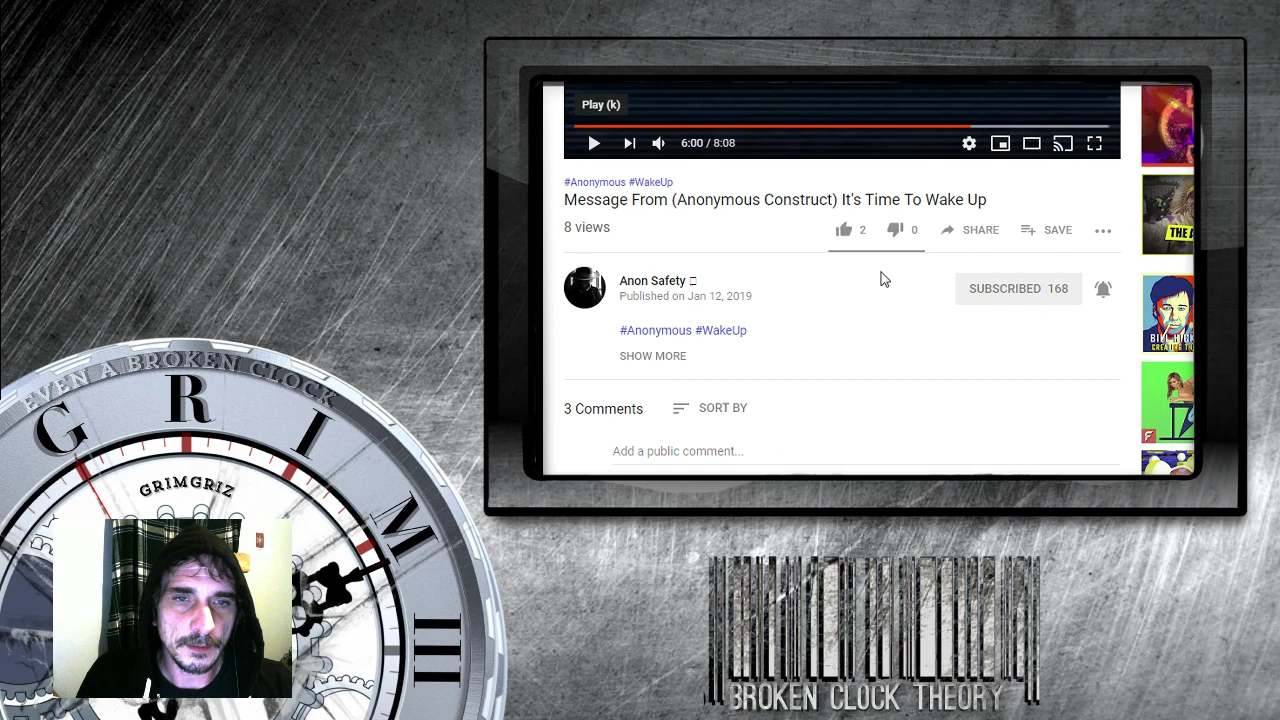 Play (k)
6:00 / 8:08
#Anonymous #WakeUp
Message From (Anonymous Construct) It's Time To Wake Up
8 views
2
0
SHARE
SAVE
Anon Safety
Published on Jan 12, 2019
SUBSCRIBED 168
#Anonymous #WakeUp
SHOW MORE
3 Comments
SORT BY
Add a public comment...
THE
EVEN A BROKEN CLOCK
G R I M III
GRIMGRIZ
BROKEN CLOCK THEORY